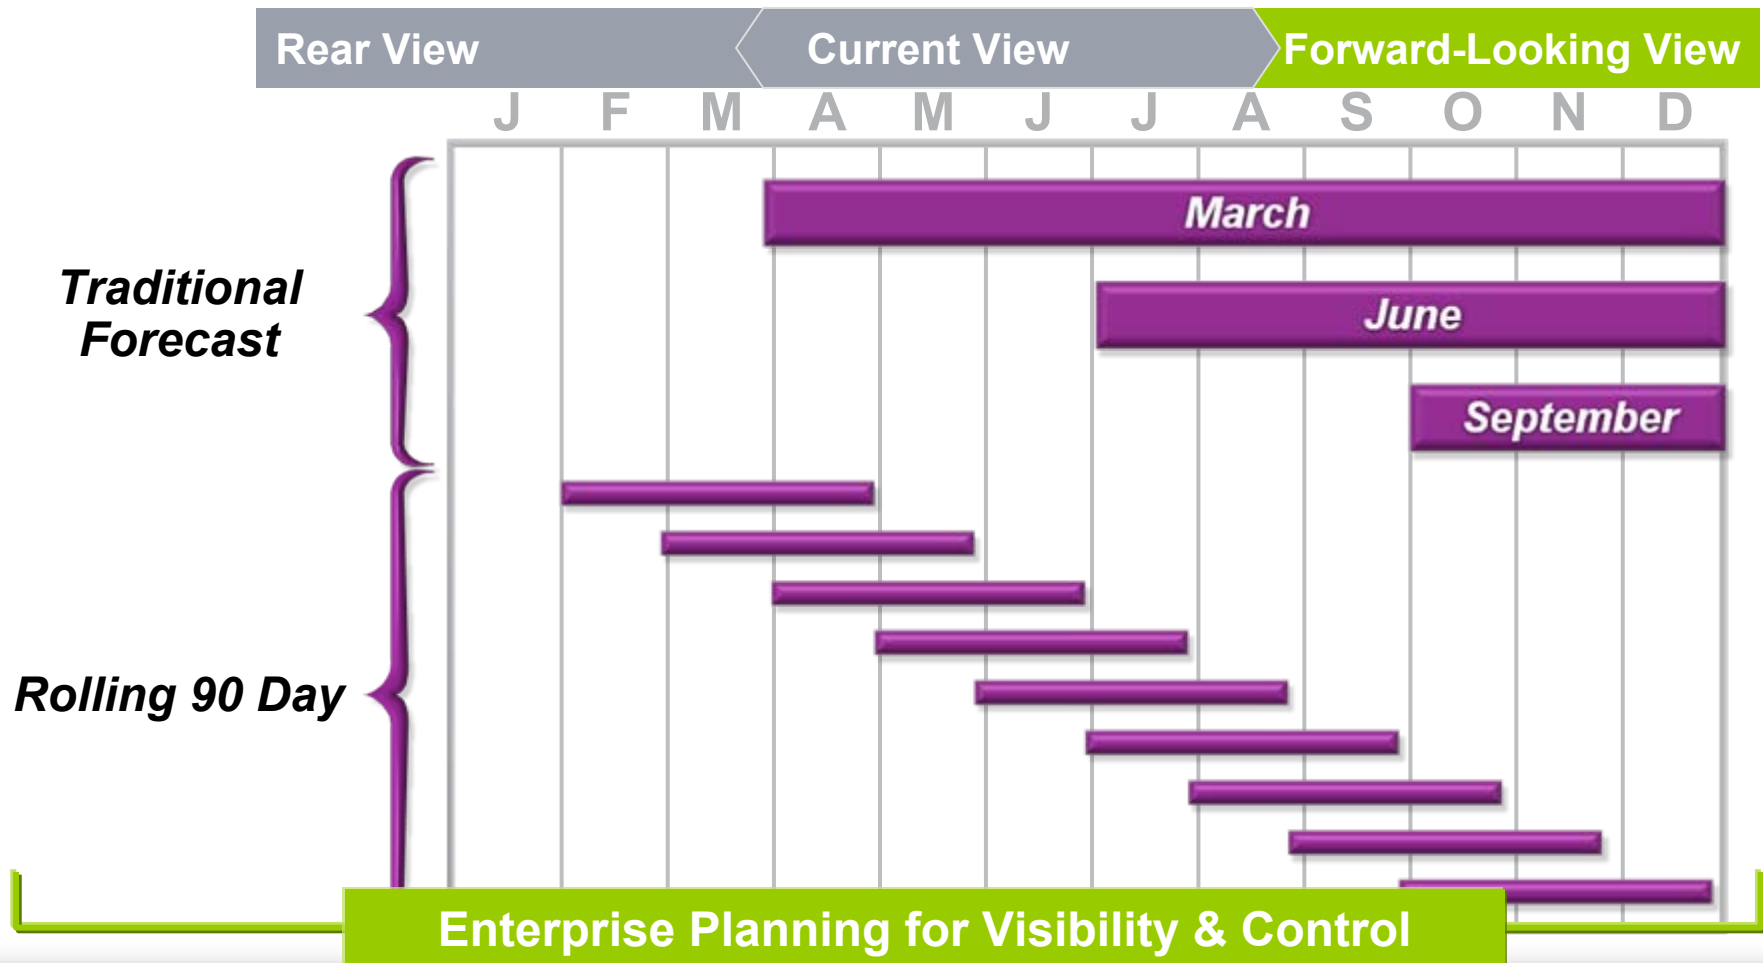 Rear View
Current View
Forward-Looking View
J F M A M J J A S O N D
Traditional
Forecast
March
June
September
Rolling 90 Day
Enterprise Planning for Visibility & Control